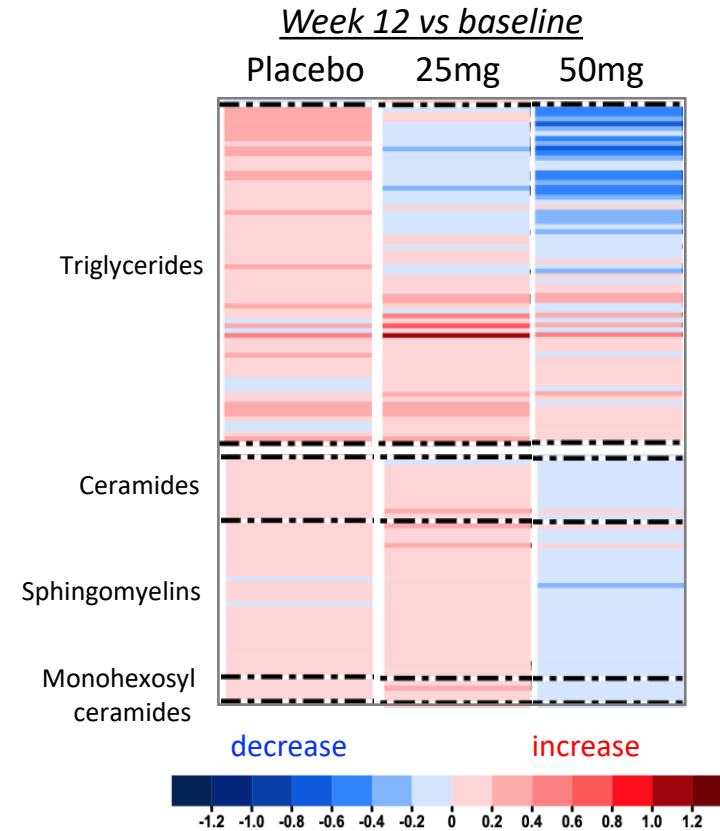 Week 12 vs baseline
Placebo 25mg 50mg
Triglycerides
Ceramides
Sphingomyelins
Monohexosyl
ceramides
decrease increase
-1.2 -1.0 -0.8 -0.6 -0.4 -0.2 0 0.2 0.4 0.6 0.8 1.0 1.2